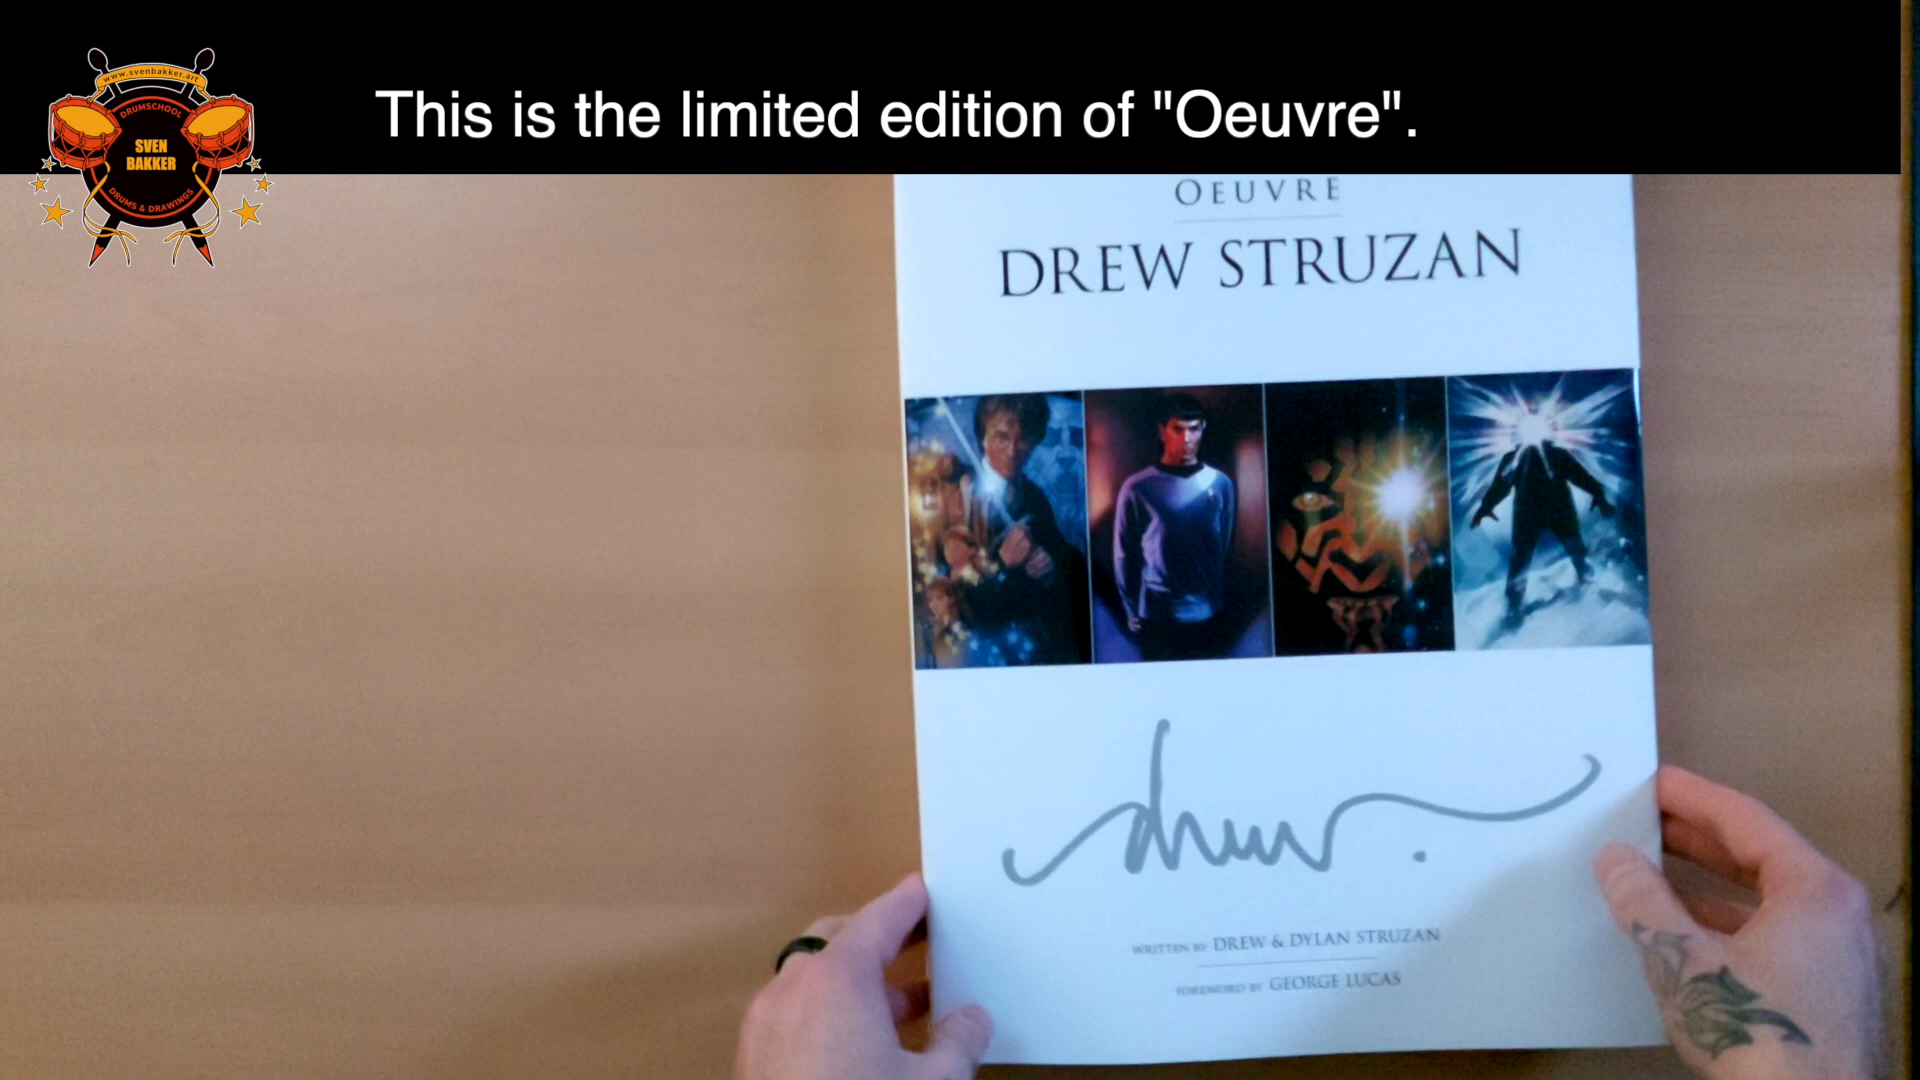 www.svenbakker.art
DRUMSCHOOL
SVEN
BAKKER
DRUMS & DRAWINGS
This is the limited edition of "Oeuvre".
OEUVRE
DREW STRUZAN
drew.
WRITTEN BY DREW & DYLAN STRUZAN
FOREWORD BY GEORGE LUCAS